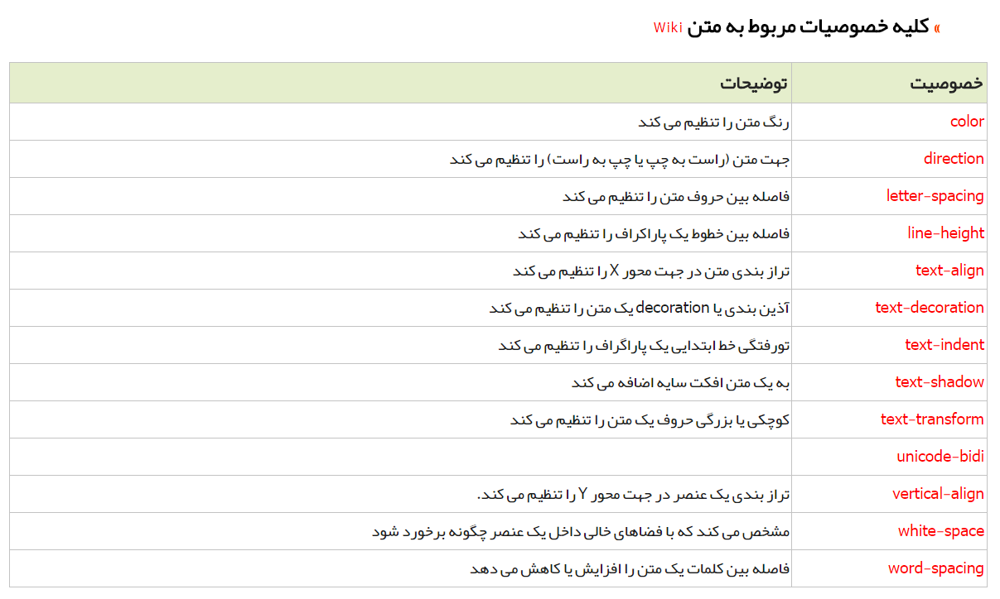 » کلیه خصوصیات مربوط به متن Wiki
خصوصیت توضیحات
color رنگ متن را تنظیم می کند
direction جهت متن (راست به چپ یا چپ به راست) را تنظیم می کند
letter-spacing فاصله بین حروف متن را تنظیم می کند
line-height فاصله بین خطوط یک پاراکراف را تنظیم می کند
text-align تراز بندی متن در جهت محور X را تنظیم می کند
text-decoration آذین بندی یا decoration یک متن را تنظیم می کند
text-indent تورفتگی خط ابتدایی یک پاراگراف را تنظیم می کند
text-shadow به یک متن افکت سایه اضافه می کند
text-transform کوچکی یا بزرگی حروف یک متن را تنظیم می کند
unicode-bidi
vertical-align تراز بندی یک عنصر در جهت محور Y را تنظیم می کند.
white-space مشخص می کند که با فضاهای خالی داخل یک عنصر چگونه برخورد شود
word-spacing فاصله بین کلمات یک متن را افزایش یا کاهش می دهد